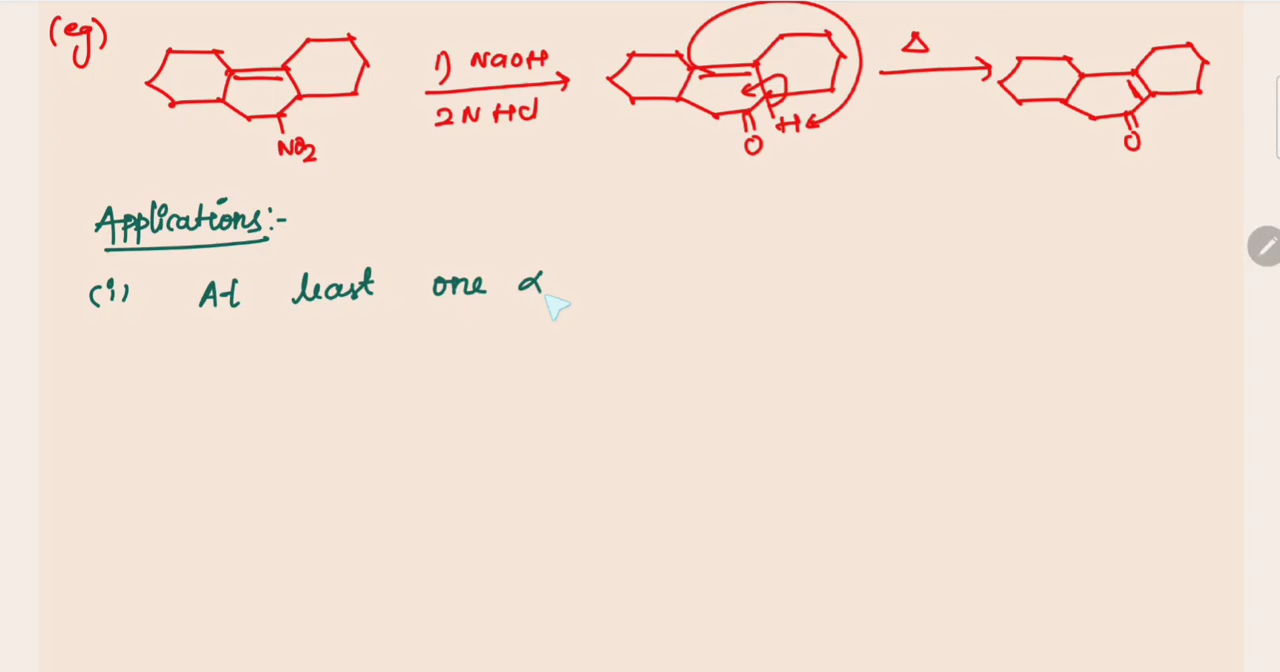 (eg)
1) NaOH
2N HCl
NO2
O
H
Δ
O
Applications:-
(i) At least one α